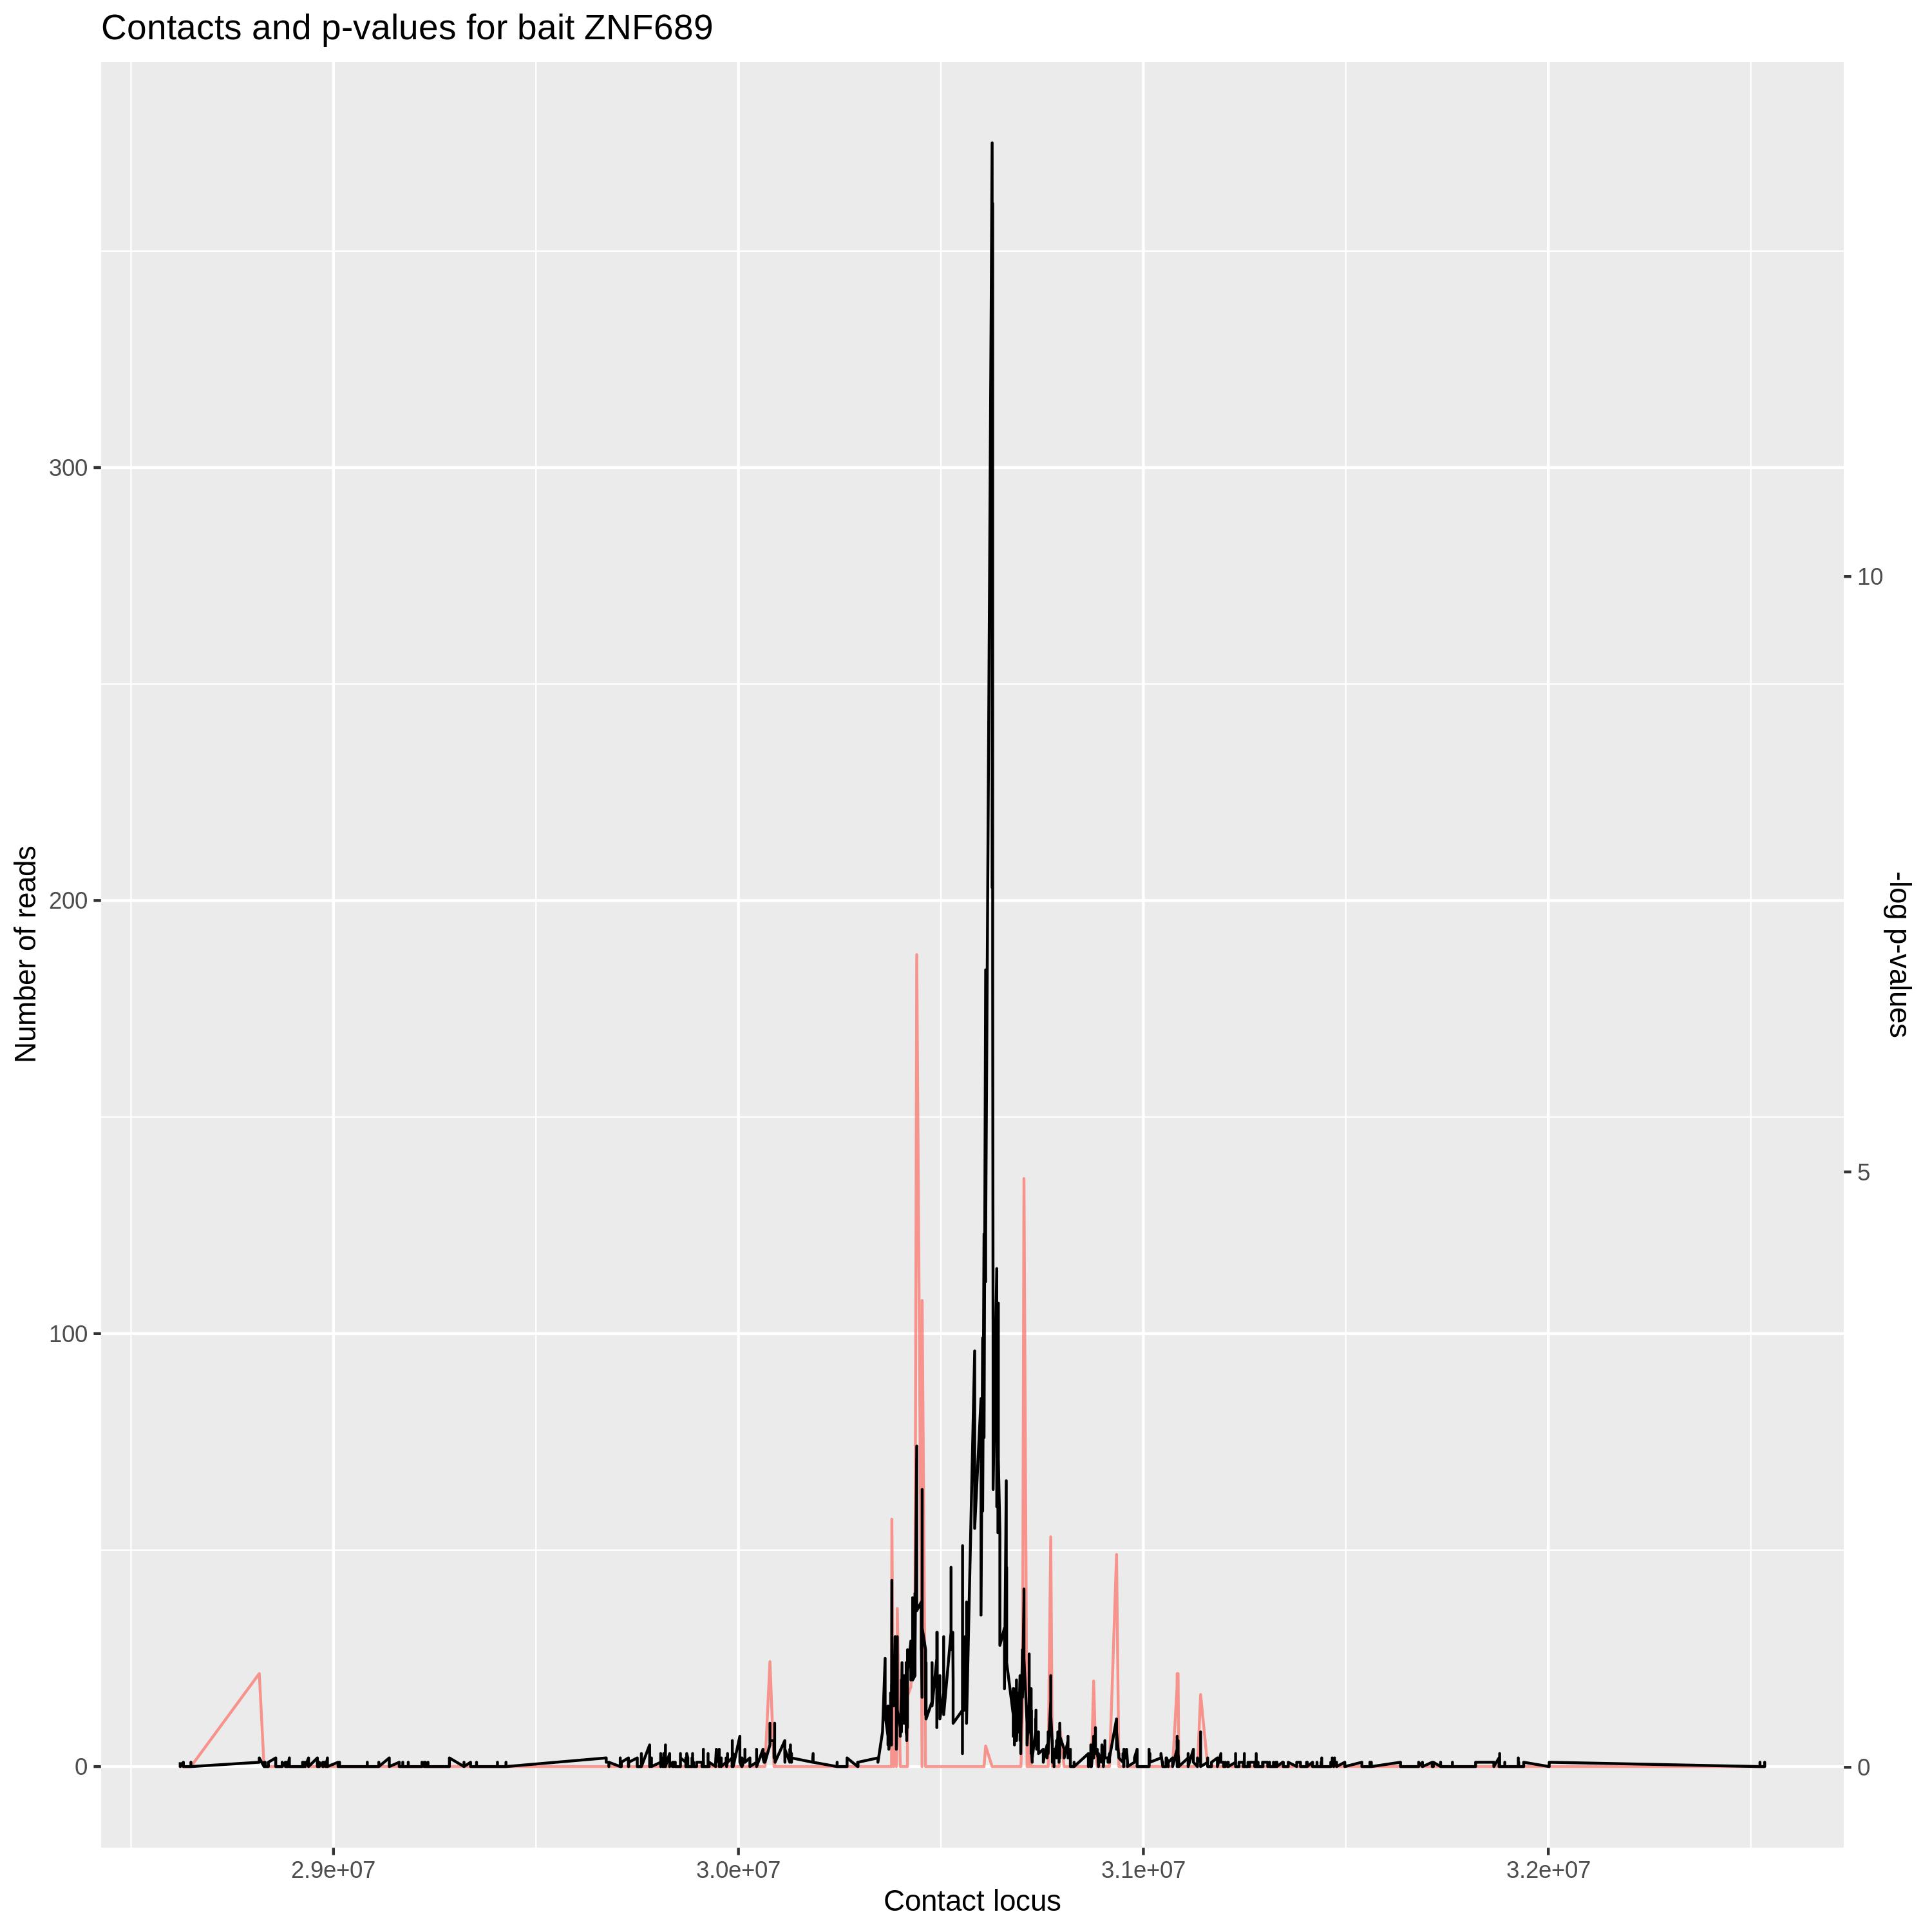 Contacts and p-values for bait ZNF689
300
200
100
0
Number of reads
10
5
0
-log p-values
2.9e+07
3.0e+07
3.1e+07
3.2e+07
Contact locus